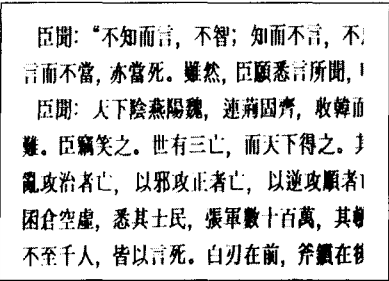 臣聞：“不知而言，不智；知而不言，不
言而不當，亦當死。雖然，臣願悉言所聞，
臣聞：天下陰燕陽魏，連荊固齊，收韓而
難。臣竊笑之。世有三亡，而天下得之。其
亂攻治者亡，以邪攻正者亡，以逆攻順者亡
囷倉空虛，悉其士民，張軍數十百萬，其
不至千人，皆以言死。白刃在前，斧鑕在後